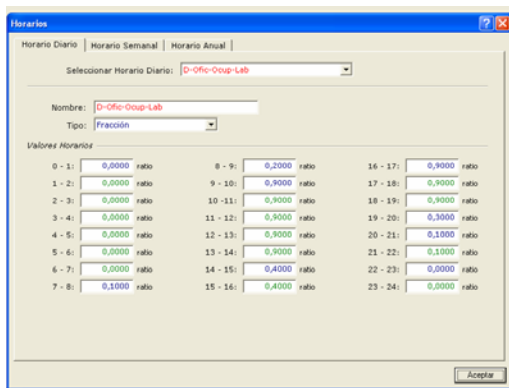 Horarios
Horario Diario Horario Semanal Horario Anual
Seleccionar Horario Diario: D-Ofic-Ocup-Lab
Nombre: D-Ofic-Ocup-Lab
Tipo: Fracción
Valores Horarios
0 - 1: 0,0000 ratio 8 - 9: 0,2000 ratio 16 - 17: 0,9000 ratio
1 - 2: 0,0000 ratio 9 - 10: 0,9000 ratio 17 - 18: 0,9000 ratio
2 - 3: 0,0000 ratio 10 -11: 0,9000 ratio 18 - 19: 0,9000 ratio
3 - 4: 0,0000 ratio 11 - 12: 0,9000 ratio 19 - 20: 0,3000 ratio
4 - 5: 0,0000 ratio 12 - 13: 0,9000 ratio 20 - 21: 0,1000 ratio
5 - 6: 0,0000 ratio 13 - 14: 0,9000 ratio 21 - 22: 0,1000 ratio
6 - 7: 0,0000 ratio 14 - 15: 0,4000 ratio 22 - 23: 0,0000 ratio
7 - 8: 0,1000 ratio 15 - 16: 0,4000 ratio 23 - 24: 0,0000 ratio
Aceptar